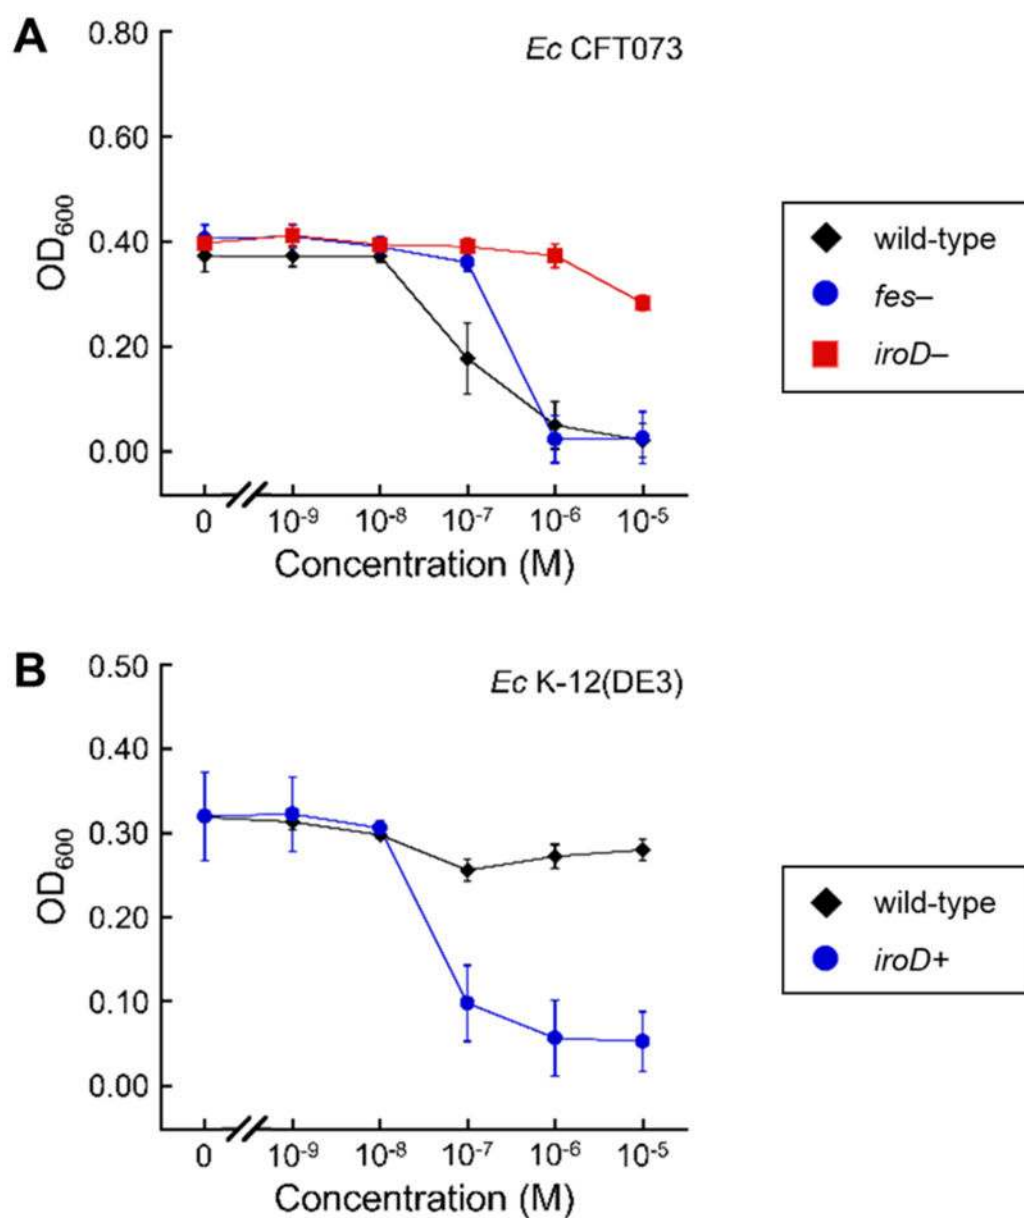 A
Ec CFT073
0.80
0.60
0.40
0.20
0.00
OD₆₀₀
0 10⁻⁹ 10⁻⁸ 10⁻⁷ 10⁻⁶ 10⁻⁵
Concentration (M)
wild-type
fes–
iroD–
B
Ec K-12(DE3)
0.50
0.40
0.30
0.20
0.10
0.00
OD₆₀₀
0 10⁻⁹ 10⁻⁸ 10⁻⁷ 10⁻⁶ 10⁻⁵
Concentration (M)
wild-type
iroD+